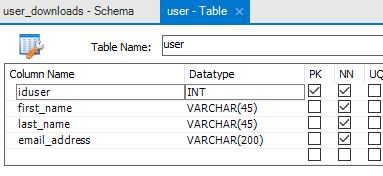 user_downloads - Schema user - Table ×
Table Name: user
Column Name Datatype PK NN UQ
iduser INT
first_name VARCHAR(45)
last_name VARCHAR(45)
email_address VARCHAR(200)